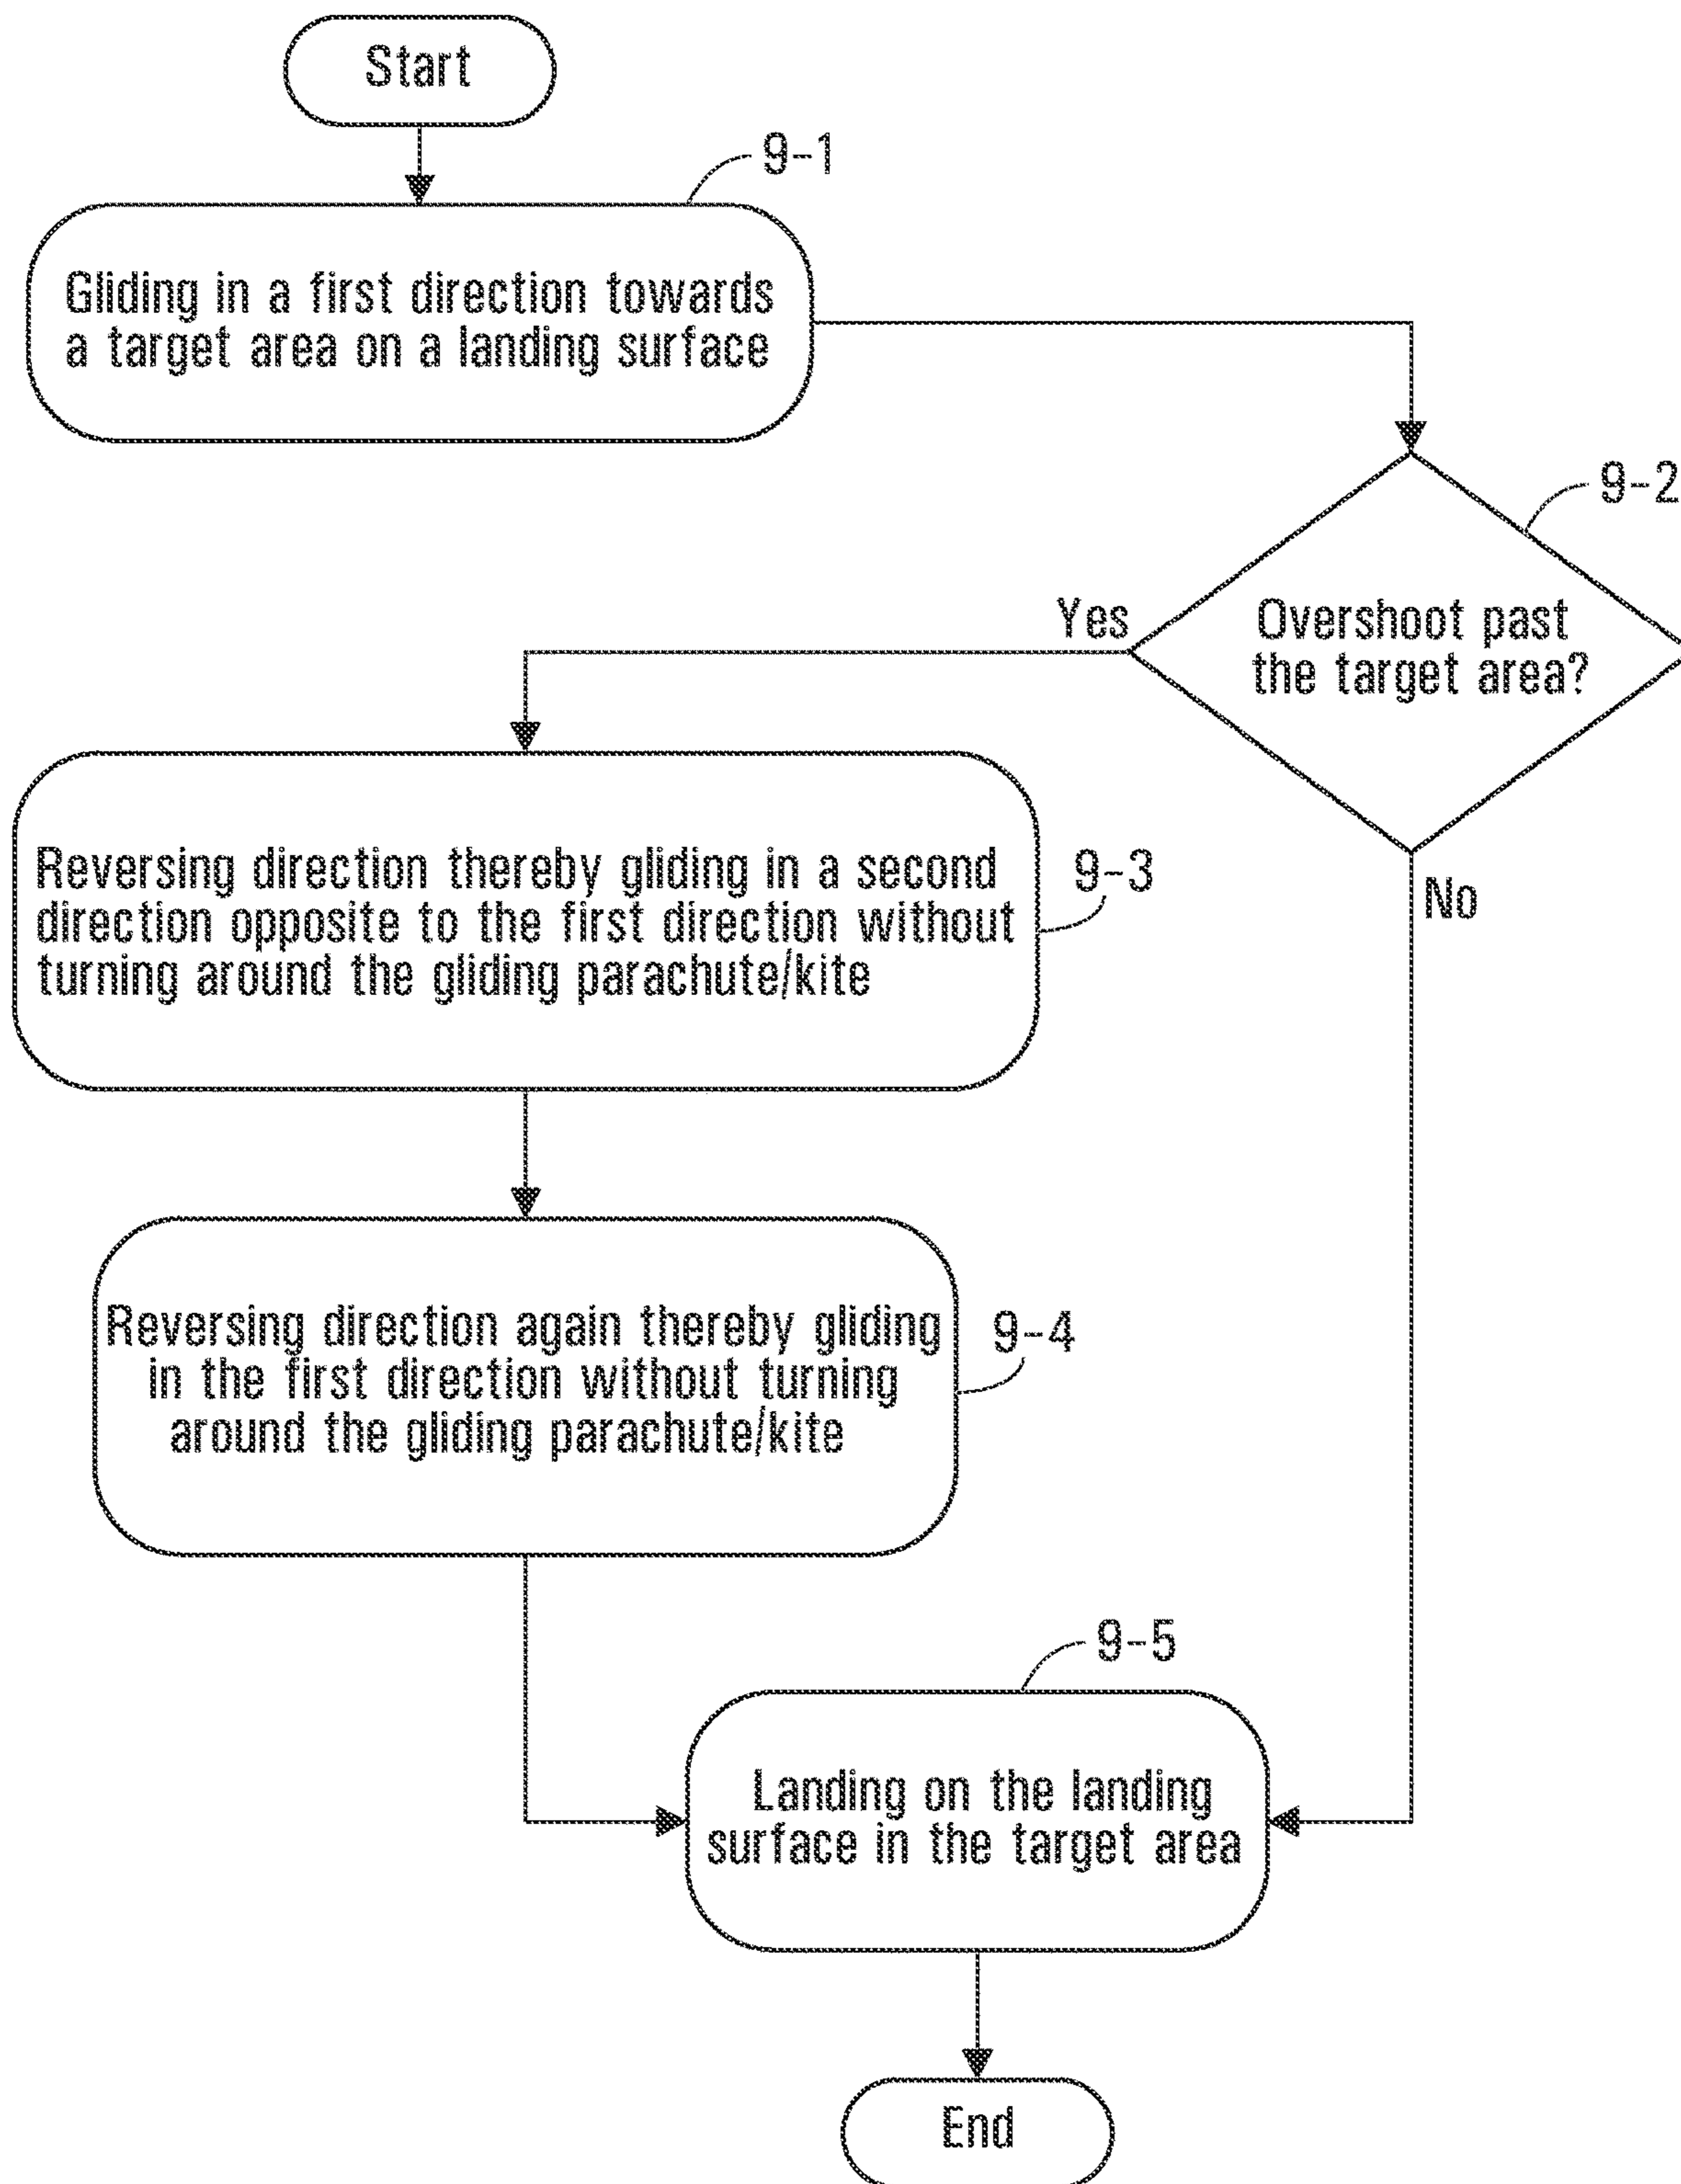 Start
9-1
Gliding in a first direction towards
a target area on a landing surface
9-2
Overshoot past
the target area?
Yes
No
Reversing direction thereby gliding in a second
direction opposite to the first direction without
turning around the gliding parachute/kite
9-3
Reversing direction again thereby gliding
in the first direction without turning
around the gliding parachute/kite
9-4
9-5
Landing on the landing
surface in the target area
End